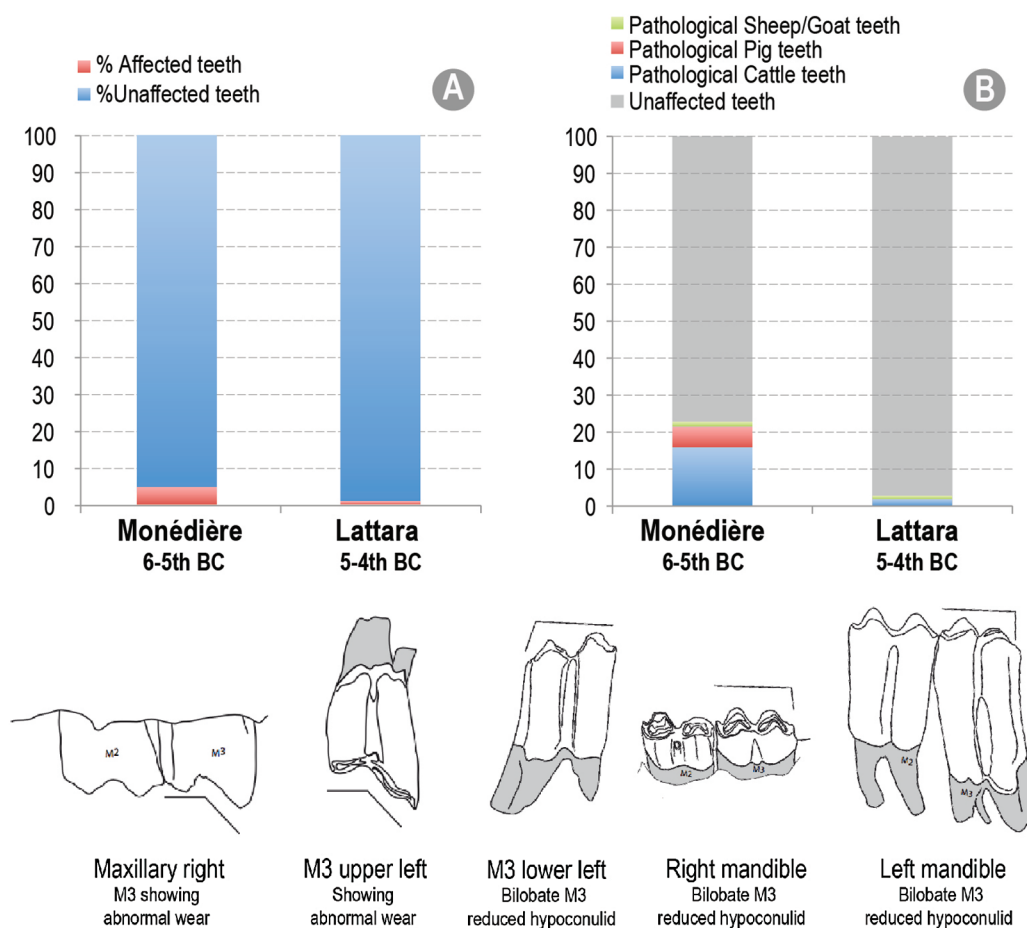 % Affected teeth
%Unaffected teeth
A
100
90
80
70
60
50
40
30
20
10
0
Monédière
6-5th BC
Lattara
5-4th BC
Pathological Sheep/Goat teeth
Pathological Pig teeth
Pathological Cattle teeth
Unaffected teeth
B
100
90
80
70
60
50
40
30
20
10
0
Monédière
6-5th BC
Lattara
5-4th BC
M2
M3
M2
M3
M2
M3
Maxillary right
M3 showing
abnormal wear
M3 upper left
Showing
abnormal wear
M3 lower left
Bilobate M3
reduced hypoconulid
Right mandible
Bilobate M3
reduced hypoconulid
Left mandible
Bilobate M3
reduced hypoconulid